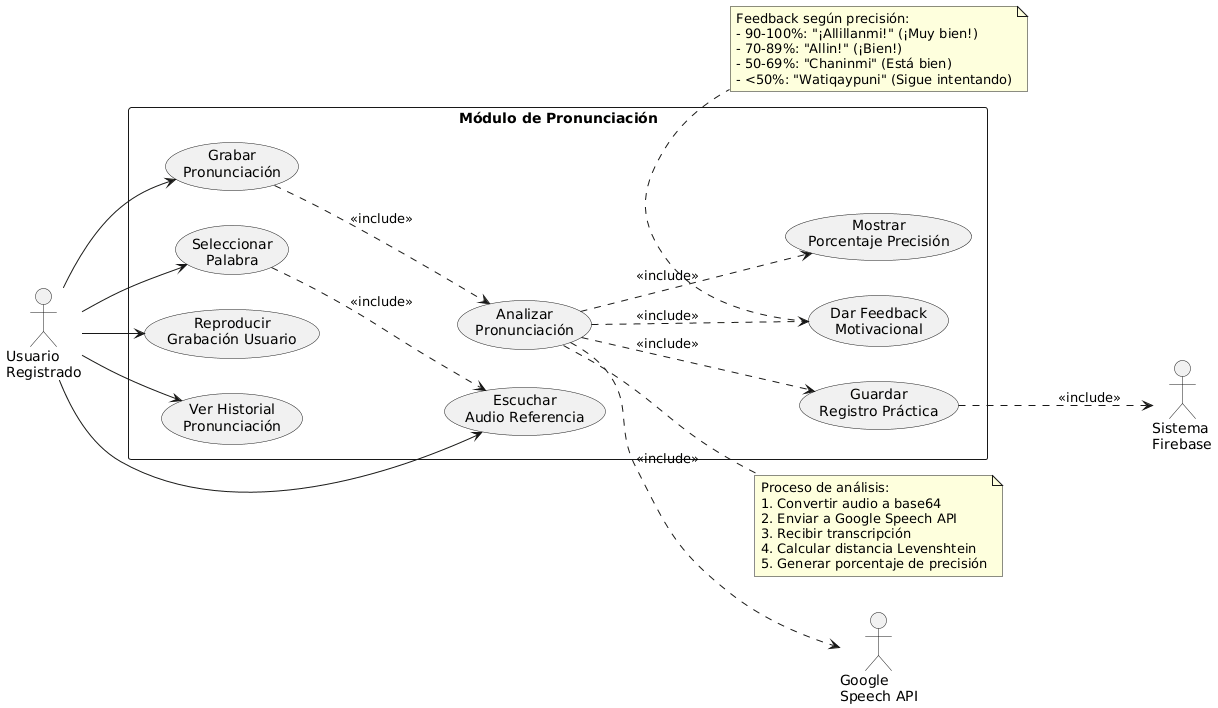 Feedback según precisión:
- 90-100%: "¡Allillanmi!" (¡Muy bien!)
- 70-89%: "Allin!" (¡Bien!)
- 50-69%: "Chaninmi" (Está bien)
- <50%: "Watiqaypuni" (Sigue intentando)
Módulo de Pronunciación
Grabar
Pronunciación
«include»
Seleccionar
Palabra
«include»
Reproducir
Grabación Usuario
Ver Historial
Pronunciación
Usuario
Registrado
Analizar
Pronunciación
Escuchar
Audio Referencia
«include»
«include»
«include»
«include»
Mostrar
Porcentaje Precisión
Dar Feedback
Motivacional
Guardar
Registro Práctica
«include»
Sistema
Firebase
Proceso de análisis:
1. Convertir audio a base64
2. Enviar a Google Speech API
3. Recibir transcripción
4. Calcular distancia Levenshtein
5. Generar porcentaje de precisión
Google
Speech API